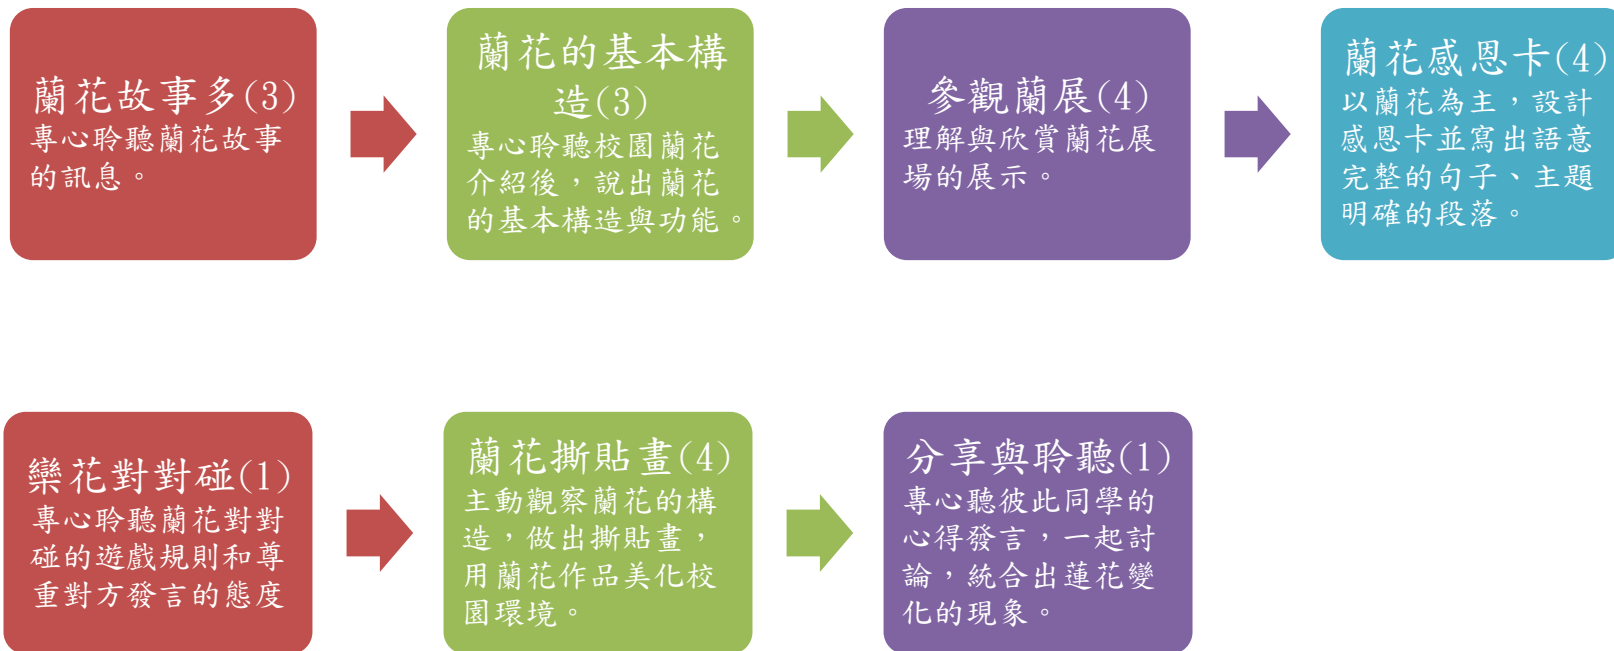 蘭花故事多(3)
專心聆聽蘭花故事
的訊息。
蘭花的基本構
造(3)
專心聆聽校園蘭花
介紹後，說出蘭花
的基本構造與功能。
參觀蘭展(4)
理解與欣賞蘭花展
場的展示。
蘭花感恩卡(4)
以蘭花為主，設計
感恩卡並寫出語意
完整的句子、主題
明確的段落。
欒花對對碰(1)
專心聆聽蘭花對對
碰的遊戲規則和尊
重對方發言的態度
蘭花撕貼畫(4)
主動觀察蘭花的構
造，做出撕貼畫，
用蘭花作品美化校
園環境。
分享與聆聽(1)
專心聽彼此同學的
心得發言，一起討
論，統合出蓮花變
化的現象。